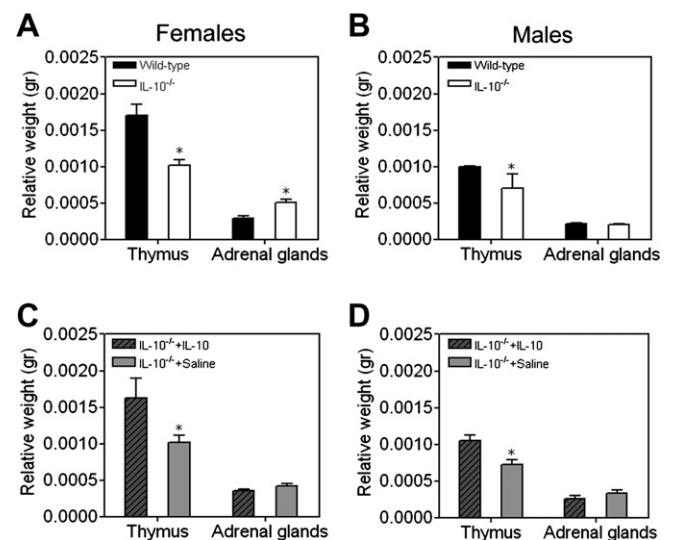 A
Females
Relative weight (gr)
0.0025
0.0020
0.0015
0.0010
0.0005
0.0000
Wild-type
IL-10-/-
*
*
Thymus
Adrenal glands
B
Males
Relative weight (gr)
0.0025
0.0020
0.0015
0.0010
0.0005
0.0000
Wild-type
IL-10-/-
*
Thymus
Adrenal glands
C
Relative weight (gr)
0.0025
0.0020
0.0015
0.0010
0.0005
0.0000
IL-10-/-+IL-10
IL-10-/-+Saline
*
Thymus
Adrenal glands
D
Relative weight (gr)
0.0025
0.0020
0.0015
0.0010
0.0005
0.0000
IL-10-/-+IL-10
IL-10-/-+Saline
*
Thymus
Adrenal glands